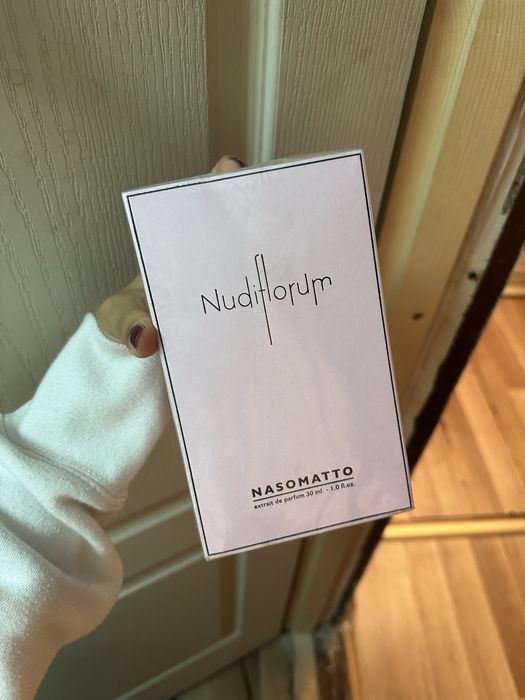 Nudiflorum
NASOMATTO
extrait de parfum 30 ml. - 1.0 fl.oz.